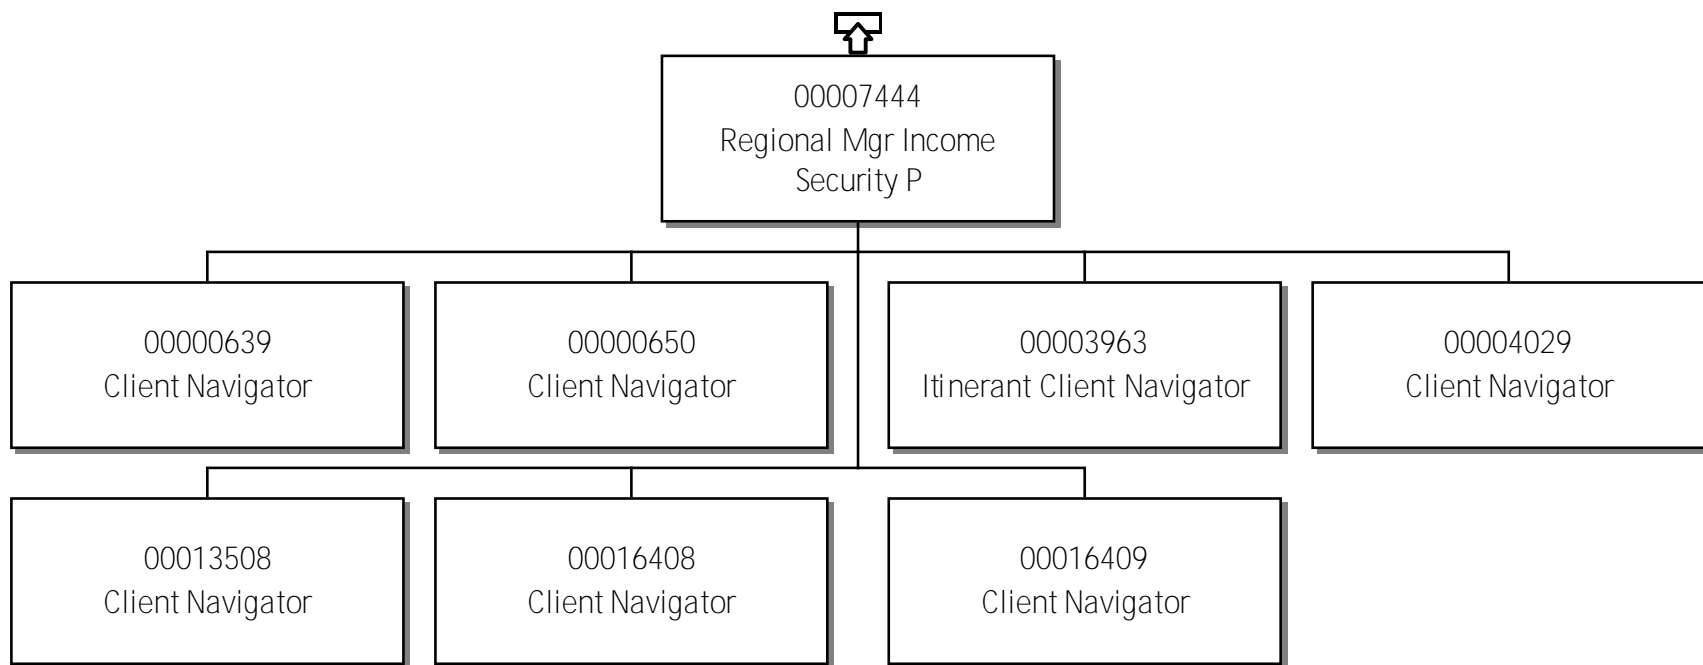 00007444
Regional Mgr Income
Security P
00000639
Client Navigator
00000650
Client Navigator
00003963
Itinerant Client Navigator
00004029
Client Navigator
00013508
Client Navigator
00016408
Client Navigator
00016409
Client Navigator